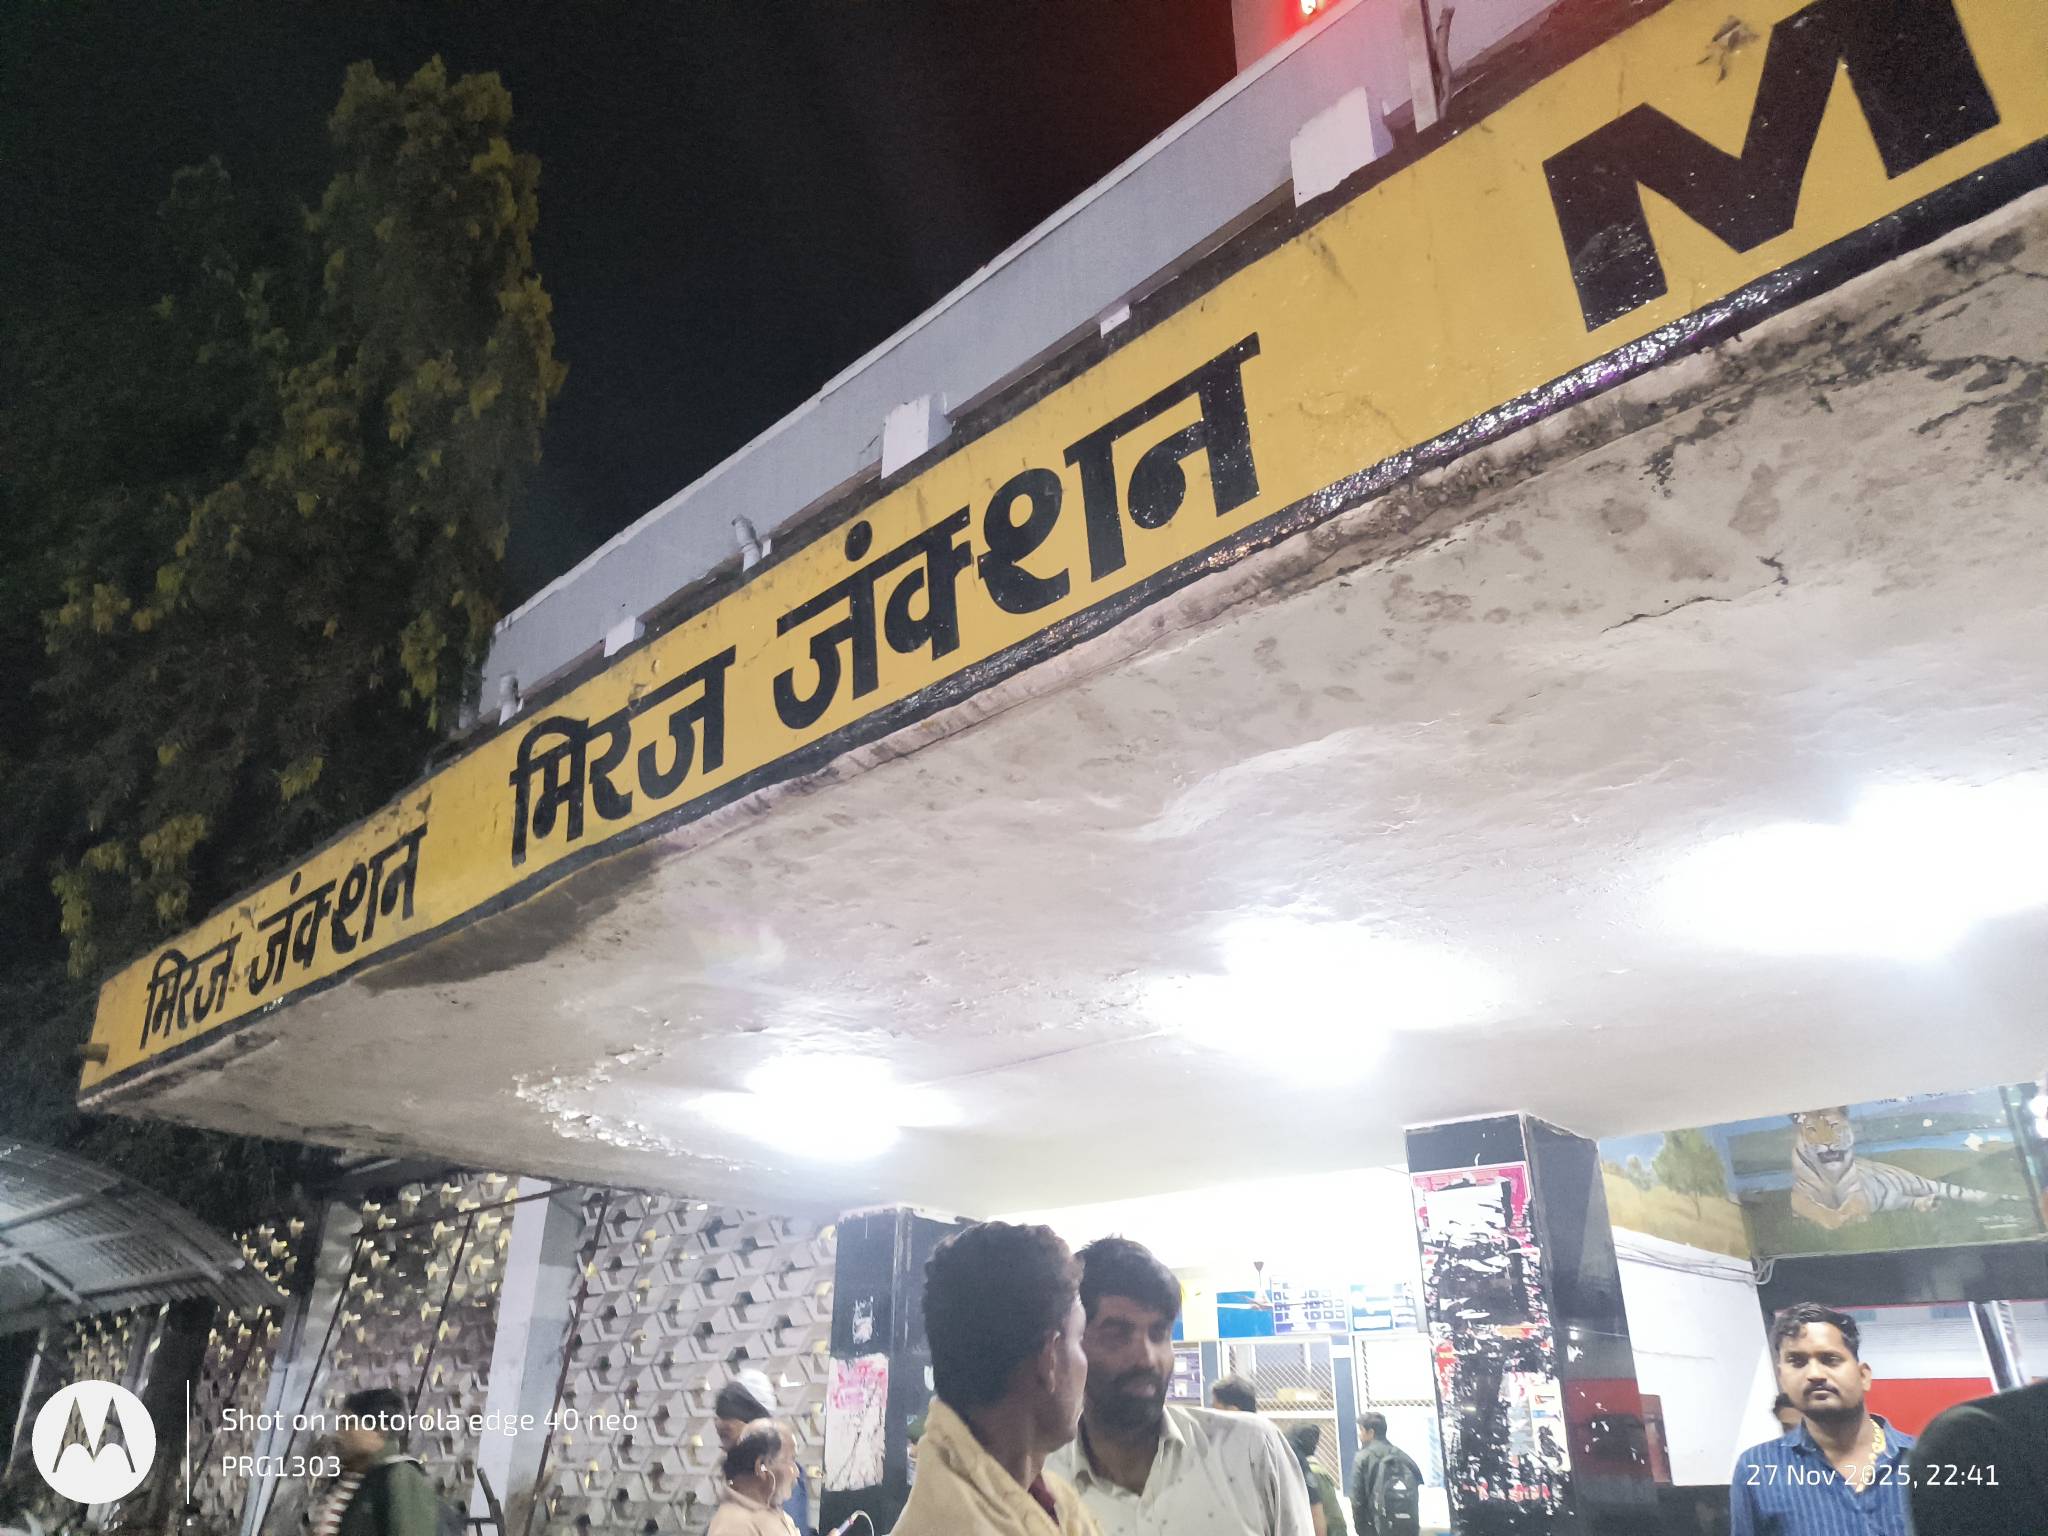 मिरज जंक्शन
मिरज जंक्शन
M
Shot on motorola edge 40 neo
PRG1303
27 Nov 2025, 22:41